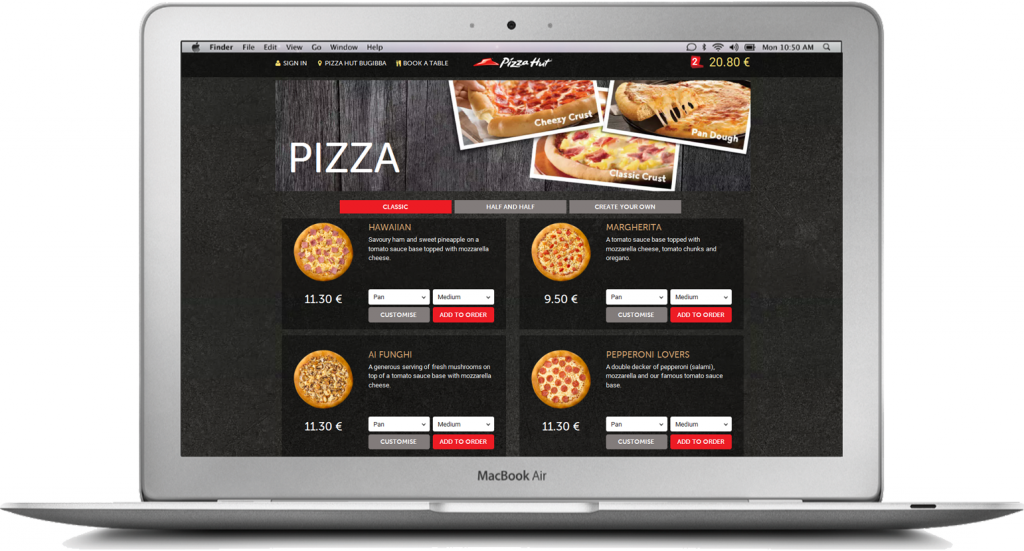 Finder File Edit View Go Window Help Mon 10:50 AM
SIGN IN PIZZA HUT BUGIBBA BOOK A TABLE Pizza Hut 2 20.80 €
Cheezy Crust
Pan Dough
Classic Crust
PIZZA
CLASSIC HALF AND HALF CREATE YOUR OWN
HAWAIIAN
Savoury ham and sweet pineapple on a
tomato sauce base topped with mozzarella
cheese.
11.30 €
Pan Medium
CUSTOMISE ADD TO ORDER
MARGHERITA
A tomato sauce base topped with
mozzarella cheese, tomato chunks and
oregano.
9.50 €
Pan Medium
CUSTOMISE ADD TO ORDER
AI FUNGHI
A generous serving of fresh mushrooms on
top of a tomato sauce base with mozzarella
cheese.
11.30 €
Pan Medium
CUSTOMISE ADD TO ORDER
PEPPERONI LOVERS
A double decker of pepperoni (salami),
mozzarella and our famous tomato sauce
base.
11.30 €
Pan Medium
CUSTOMISE ADD TO ORDER
MacBook Air